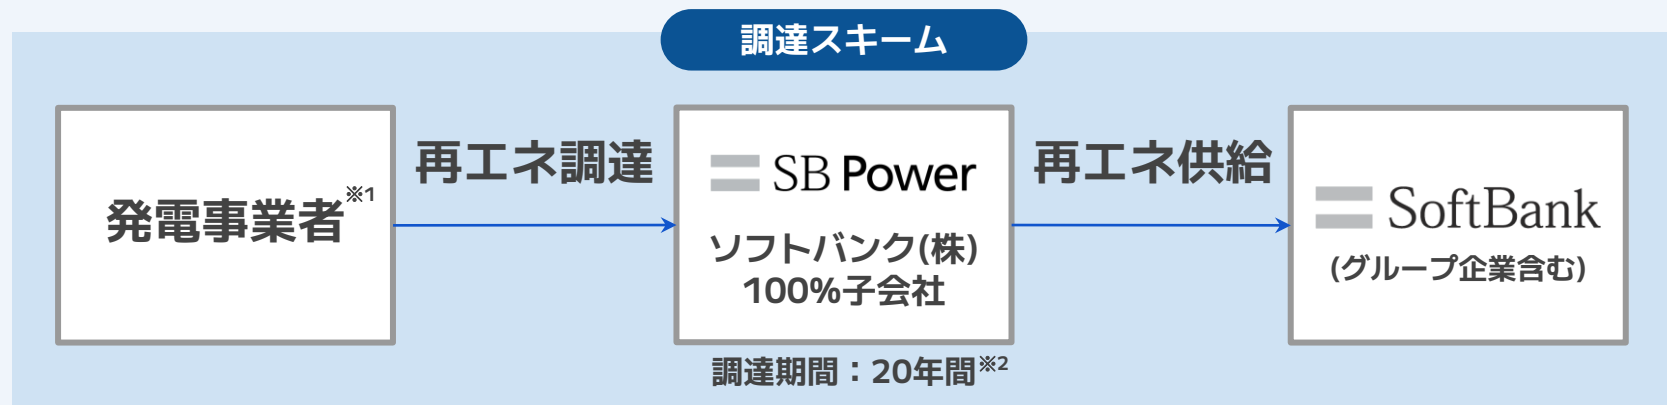 調達スキーム
発電事業者※1
再エネ調達
SB Power
ソフトバンク(株)
100%子会社
調達期間：20年間※2
再エネ供給
SoftBank
(グループ企業含む)